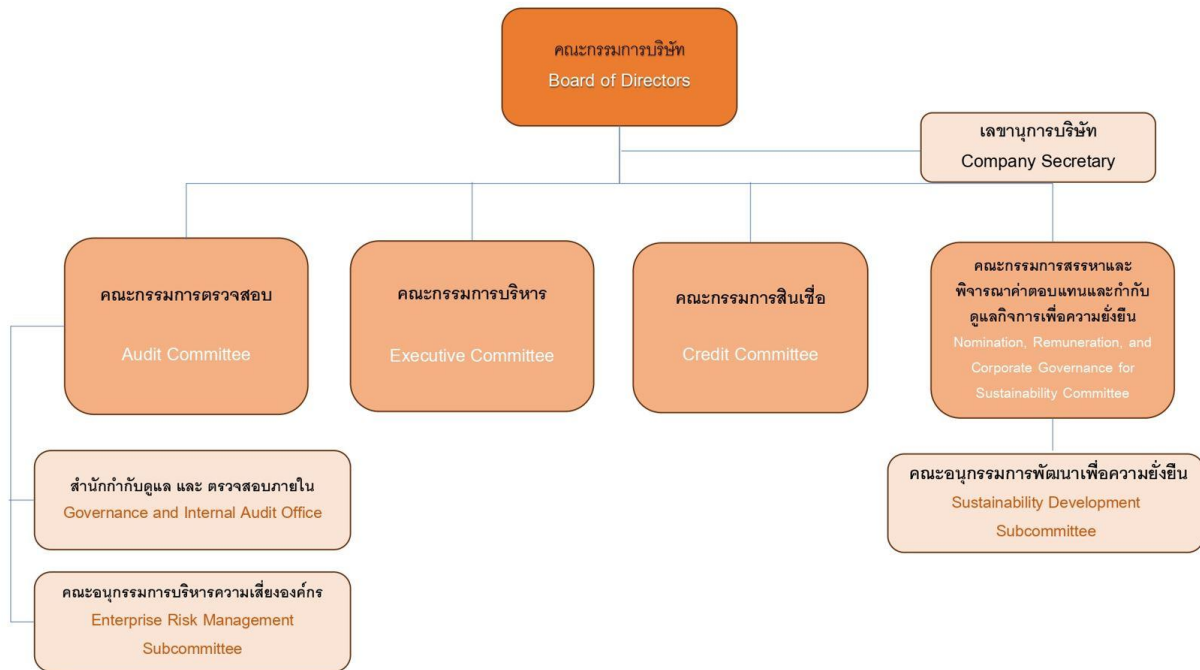 คณะกรรมการบริษัท
Board of Directors
เลขานุการบริษัท
Company Secretary
คณะกรรมการตรวจสอบ
Audit Committee
คณะกรรมการบริหาร
Executive Committee
คณะกรรมการสินเชื่อ
Credit Committee
คณะกรรมการสรรหาและ
พิจารณาค่าตอบแทนและกำกับ
ดูแลกิจการเพื่อความยั่งยืน
Nomination, Remuneration, and
Corporate Governance for
Sustainability Committee
สำนักกำกับดูแล และ ตรวจสอบภายใน
Governance and Internal Audit Office
คณะอนุกรรมการพัฒนาเพื่อความยั่งยืน
Sustainability Development
Subcommittee
คณะอนุกรรมการบริหารความเสี่ยงองค์กร
Enterprise Risk Management
Subcommittee